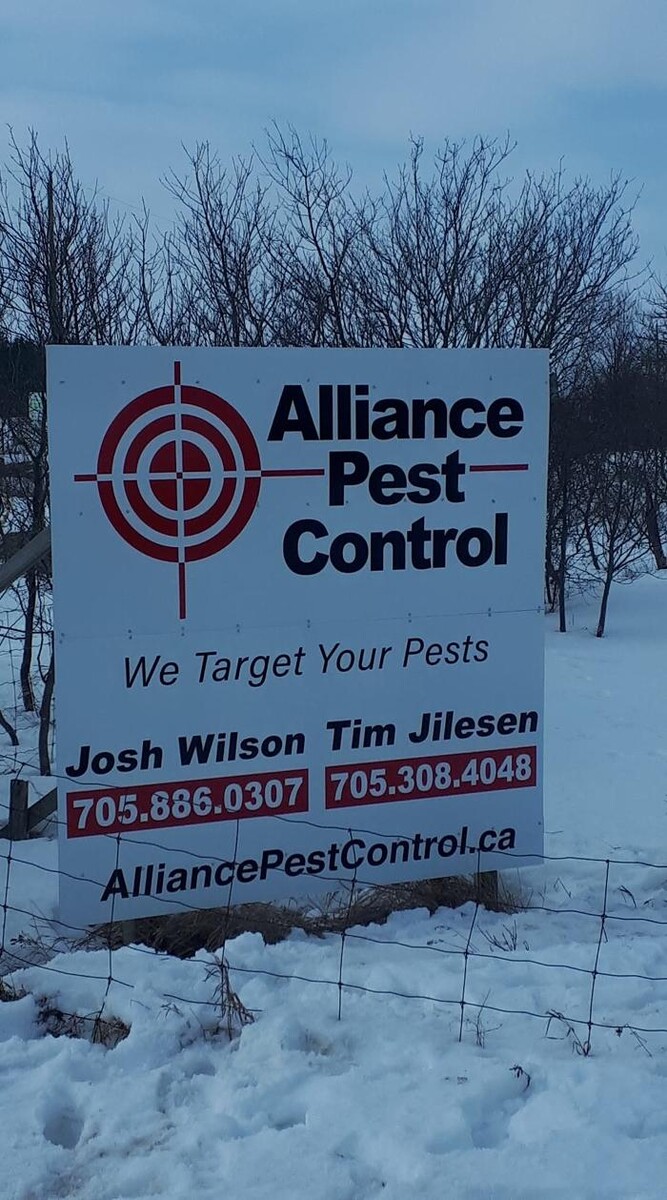 Alliance
Pest
Control
We Target Your Pests
Josh Wilson Tim Jilesen
705.886.0307 705.308.4048
AlliancePestControl.ca